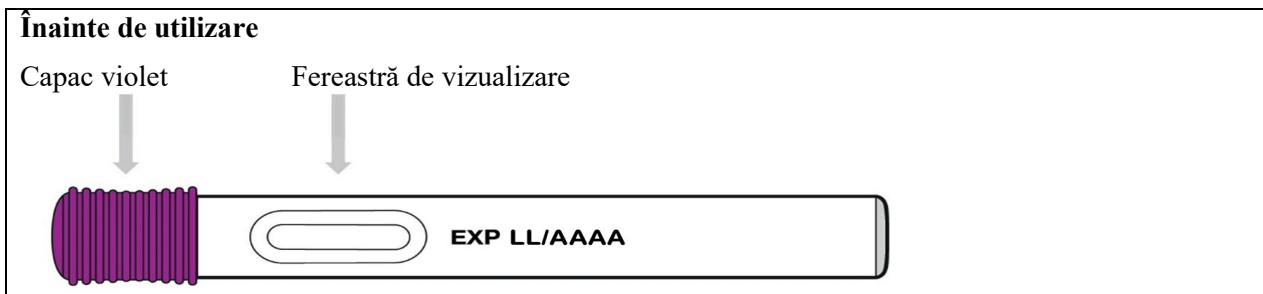 Înainte de utilizare
Capac violet Fereastră de vizualizare
EXP LL/AAAA